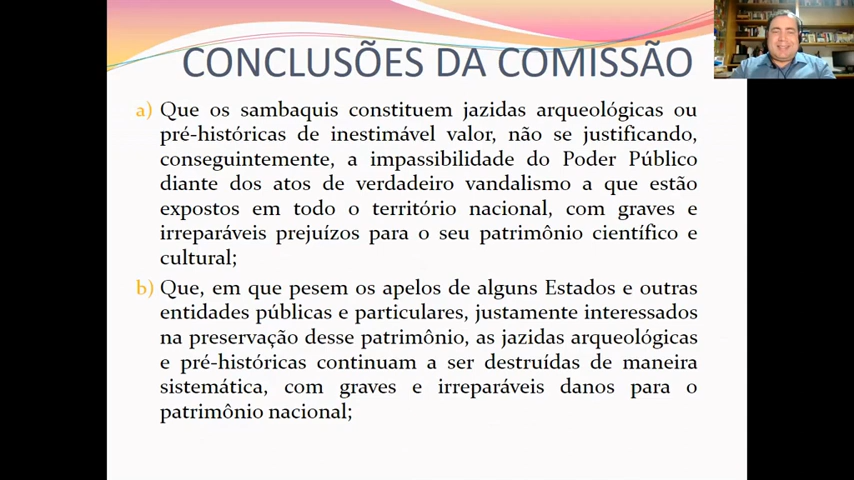 CONCLUSÕES DA COMISSÃO
a) Que os sambaquis constituem jazidas arqueológicas ou
pré-históricas de inestimável valor, não se justificando,
conseguintemente, a impassibilidade do Poder Público
diante dos atos de verdadeiro vandalismo a que estão
expostos em todo o território nacional, com graves e
irreparáveis prejuízos para o seu patrimônio científico e
cultural;
b) Que, em que pesem os apelos de alguns Estados e outras
entidades públicas e particulares, justamente interessados
na preservação desse patrimônio, as jazidas arqueológicas
e pré-históricas continuam a ser destruídas de maneira
sistemática, com graves e irreparáveis danos para o
patrimônio nacional;